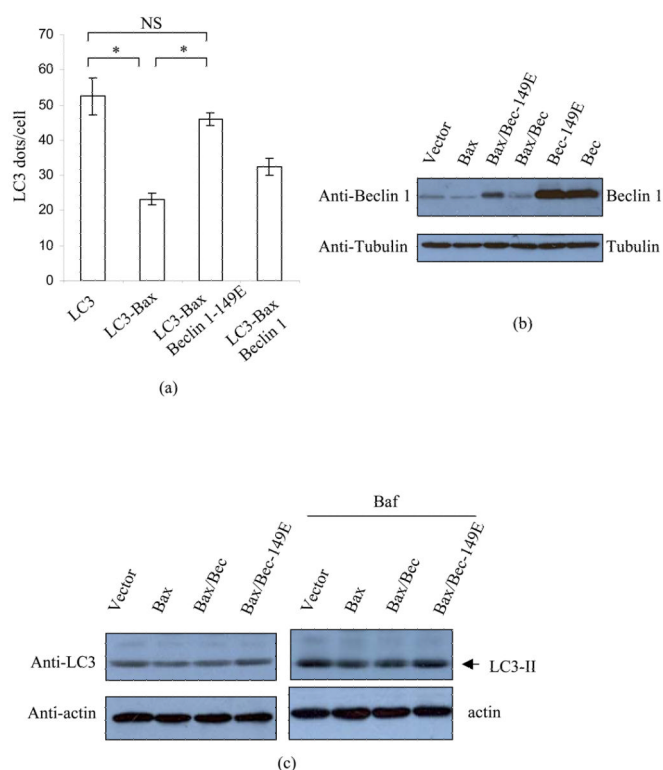 NS
* *
70
60
50
40
30
20
10
0
LC3 dots/cell
LC3
LC3-Bax
LC3-Bax
Beclin 1-149E
LC3-Bax
Beclin 1
(a)
Vector
Bax
Bax/Bec-149E
Bax/Bec
Bec-149E
Bec
Anti-Beclin 1 Beclin 1
Anti-Tubulin Tubulin
(b)
Baf
Vector
Bax
Bax/Bec
Bax/Bec-149E
Vector
Bax
Bax/Bec
Bax/Bec-149E
Anti-LC3 LC3-II
Anti-actin actin
(c)